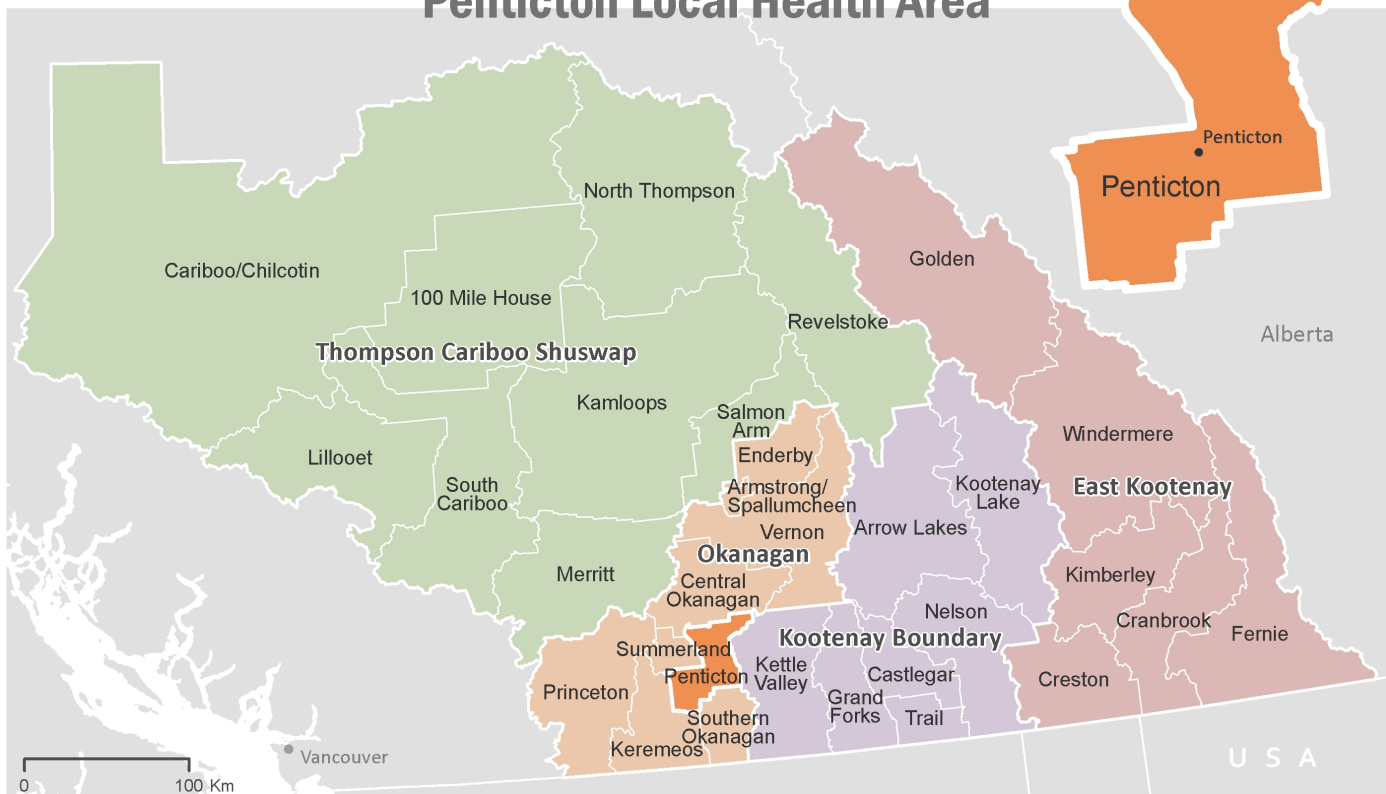 Penticton Local Health Area
Penticton
Penticton
North Thompson
Golden
Cariboo/Chilcotin
100 Mile House
Revelstoke
Alberta
Thompson Cariboo Shuswap
Kamloops
Salmon
Arm
Windermere
Enderby
Lillooet
South
Cariboo
Armstrong/
Spallumcheen
Kootenay
Lake
East Kootenay
Arrow Lakes
Vernon
Okanagan
Merritt
Central
Okanagan
Kimberley
Nelson
Cranbrook
Kootenay Boundary
Fernie
Summerland
Kettle
Valley
Penticton
Castlegar
Creston
Princeton
Grand
Forks
Trail
Southern
Okanagan
Keremeos
Vancouver
USA
0 100 Km